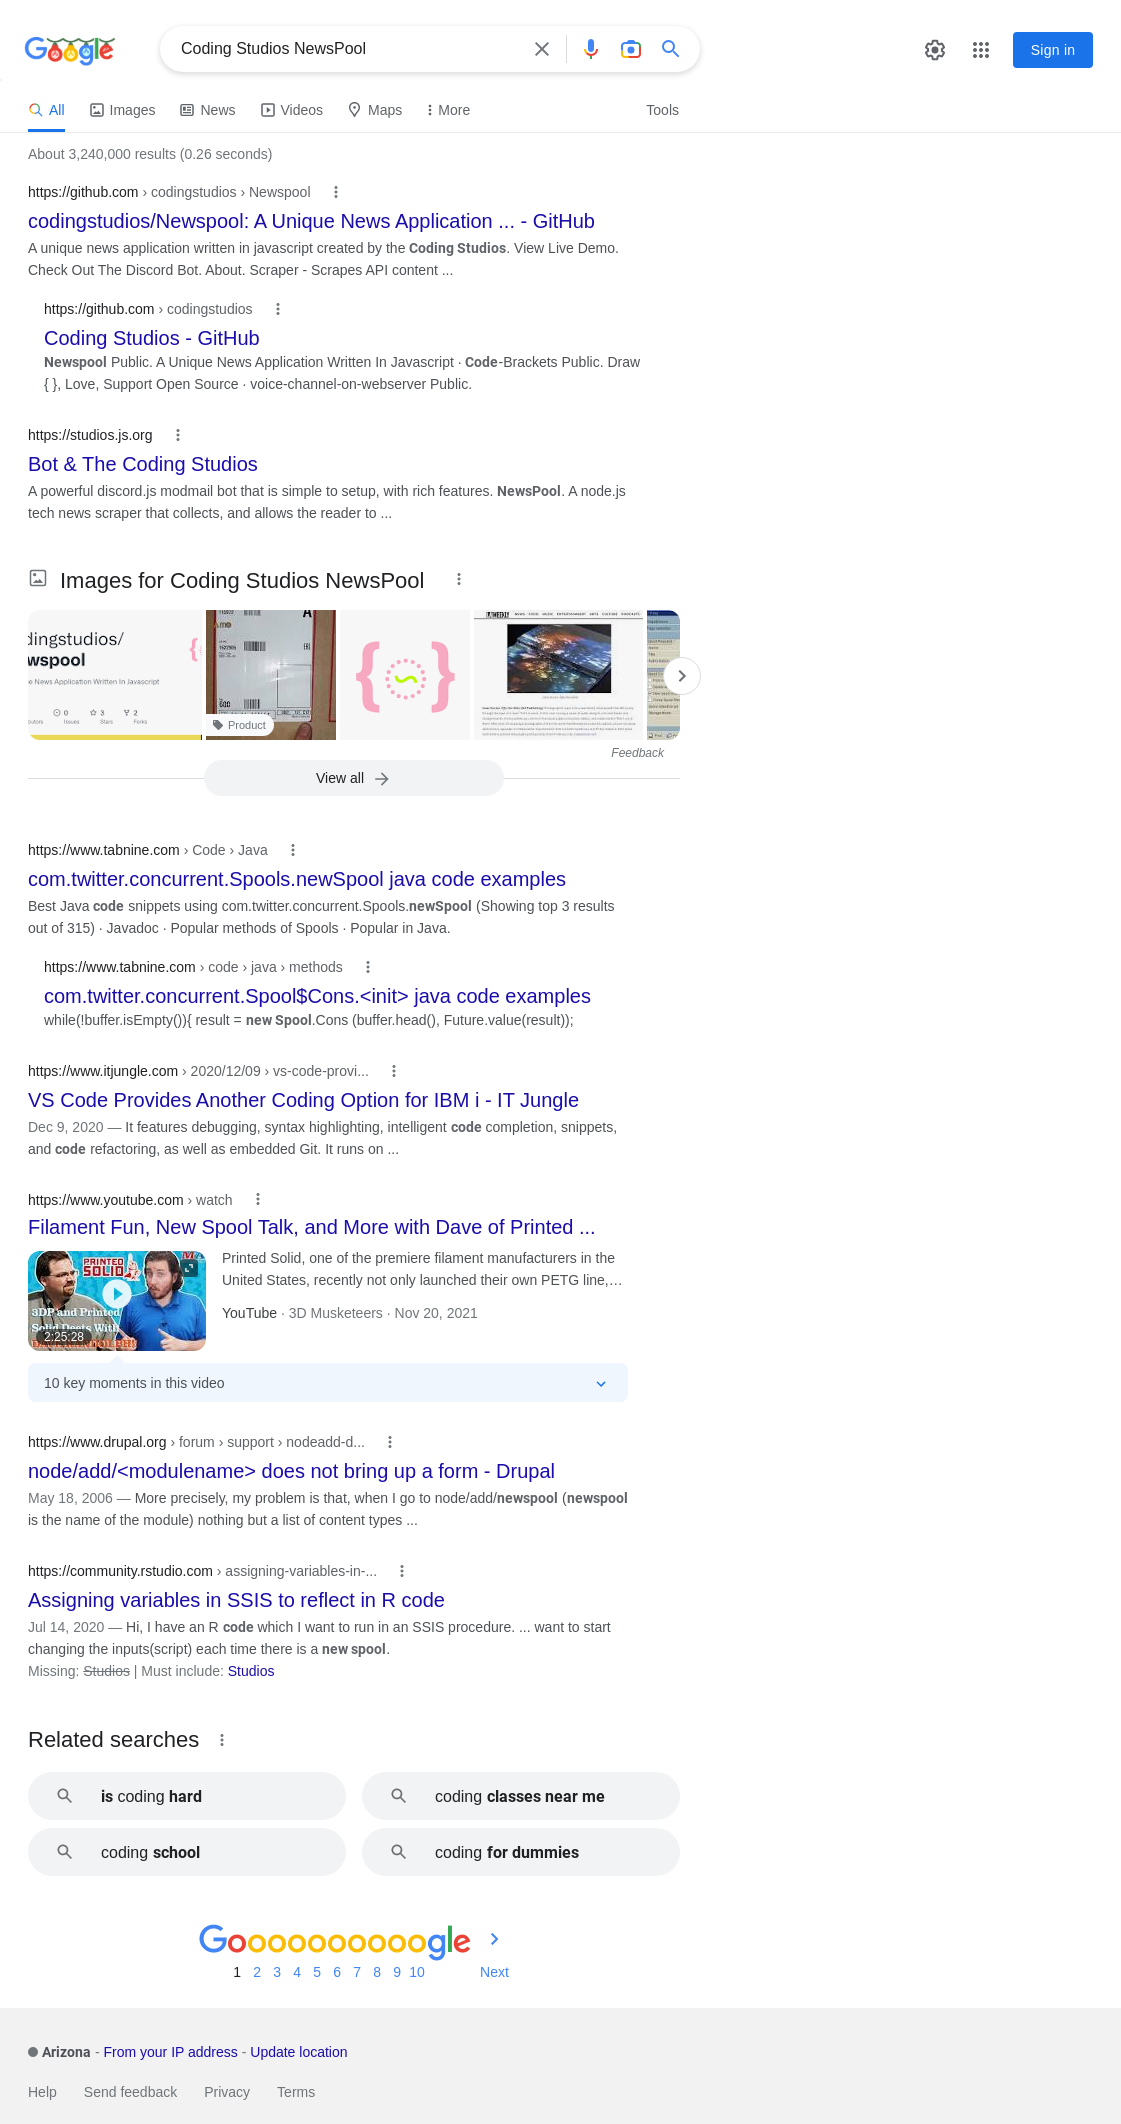 Google
Coding Studios NewsPool
Sign in
All
Images
News
Videos
Maps
More
Tools
About 3,240,000 results (0.26 seconds)
https://github.com › codingstudios › Newspool
codingstudios/Newspool: A Unique News Application ... - GitHub
A unique news application written in javascript created by the Coding Studios. View Live Demo.
Check Out The Discord Bot. About. Scraper - Scrapes API content ...
https://github.com › codingstudios
Coding Studios - GitHub
Newspool Public. A Unique News Application Written In Javascript · Code-Brackets Public. Draw
{ }, Love, Support Open Source · voice-channel-on-webserver Public.
https://studios.js.org
Bot & The Coding Studios
A powerful discord.js modmail bot that is simple to setup, with rich features. NewsPool. A node.js
tech news scraper that collects, and allows the reader to ...
Images for Coding Studios NewsPool
dingstudios/
wspool
e News Application Written In Javascript
0 3 2
Issues Stars Forks
Product
Feedback
View all
https://www.tabnine.com › Code › Java
com.twitter.concurrent.Spools.newSpool java code examples
Best Java code snippets using com.twitter.concurrent.Spools.newSpool (Showing top 3 results
out of 315) · Javadoc · Popular methods of Spools · Popular in Java.
https://www.tabnine.com › code › java › methods
com.twitter.concurrent.Spool$Cons.<init> java code examples
while(!buffer.isEmpty()){ result = new Spool.Cons (buffer.head(), Future.value(result));
https://www.itjungle.com › 2020/12/09 › vs-code-provi...
VS Code Provides Another Coding Option for IBM i - IT Jungle
Dec 9, 2020 — It features debugging, syntax highlighting, intelligent code completion, snippets,
and code refactoring, as well as embedded Git. It runs on ...
https://www.youtube.com › watch
Filament Fun, New Spool Talk, and More with Dave of Printed ...
PRINTED
SOLID
3DP and Printed
Solid Deets With
2:25:28
Printed Solid, one of the premiere filament manufacturers in the
United States, recently not only launched their own PETG line,...
YouTube · 3D Musketeers · Nov 20, 2021
10 key moments in this video
https://www.drupal.org › forum › support › nodeadd-d...
node/add/<modulename> does not bring up a form - Drupal
May 18, 2006 — More precisely, my problem is that, when I go to node/add/newspool (newspool
is the name of the module) nothing but a list of content types ...
https://community.rstudio.com › assigning-variables-in-...
Assigning variables in SSIS to reflect in R code
Jul 14, 2020 — Hi, I have an R code which I want to run in an SSIS procedure. ... want to start
changing the inputs(script) each time there is a new spool.
Missing: Studios | Must include: Studios
Related searches
is coding hard
coding classes near me
coding school
coding for dummies
Goooooooooogle
1 2 3 4 5 6 7 8 9 10 Next
Arizona - From your IP address - Update location
Help Send feedback Privacy Terms